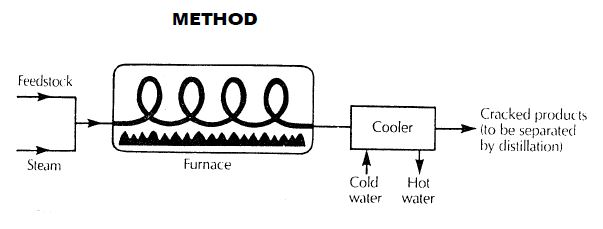 METHOD
Feedstock
Steam
Furnace
Cooler
Cold
water
Hot
water
Cracked products
(to be separated
by distillation)